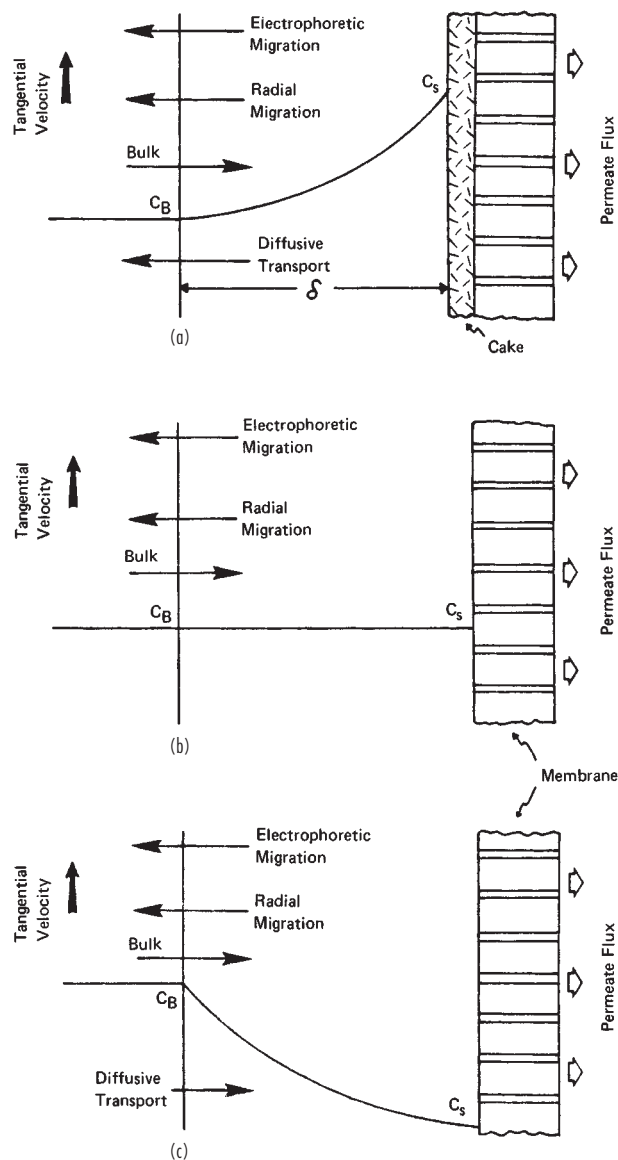 Electrophoretic
Migration
Tangential
Velocity
Radial
Migration
Bulk
C_B
C_s
Diffusive
Transport
δ
Permeate Flux
Cake
(a)
Electrophoretic
Migration
Tangential
Velocity
Radial
Migration
Bulk
C_B
C_s
Permeate Flux
(b)
Membrane
Electrophoretic
Migration
Tangential
Velocity
Radial
Migration
Bulk
C_B
Diffusive
Transport
C_s
Permeate Flux
(c)